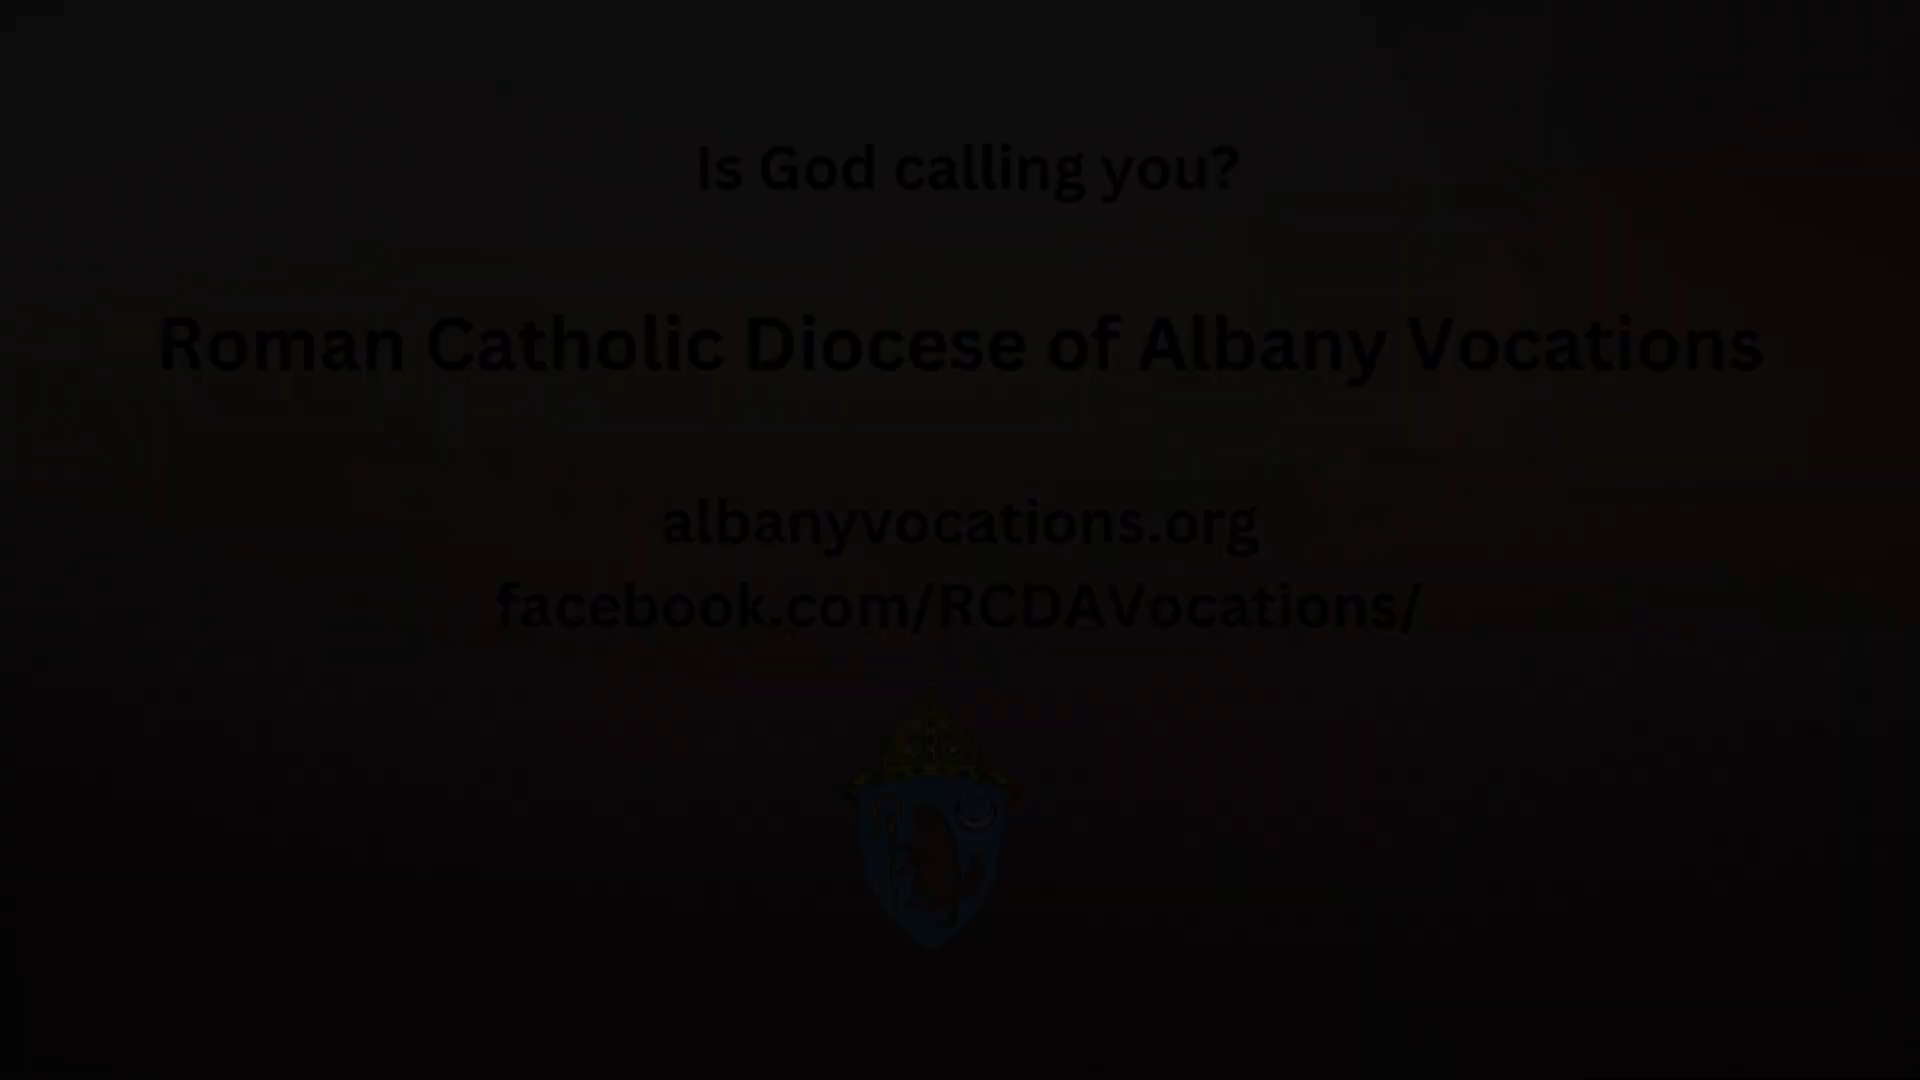 Is God calling you?
Roman Catholic Diocese of Albany Vocations
albanyvocations.org
facebook.com/RCDAVocations/